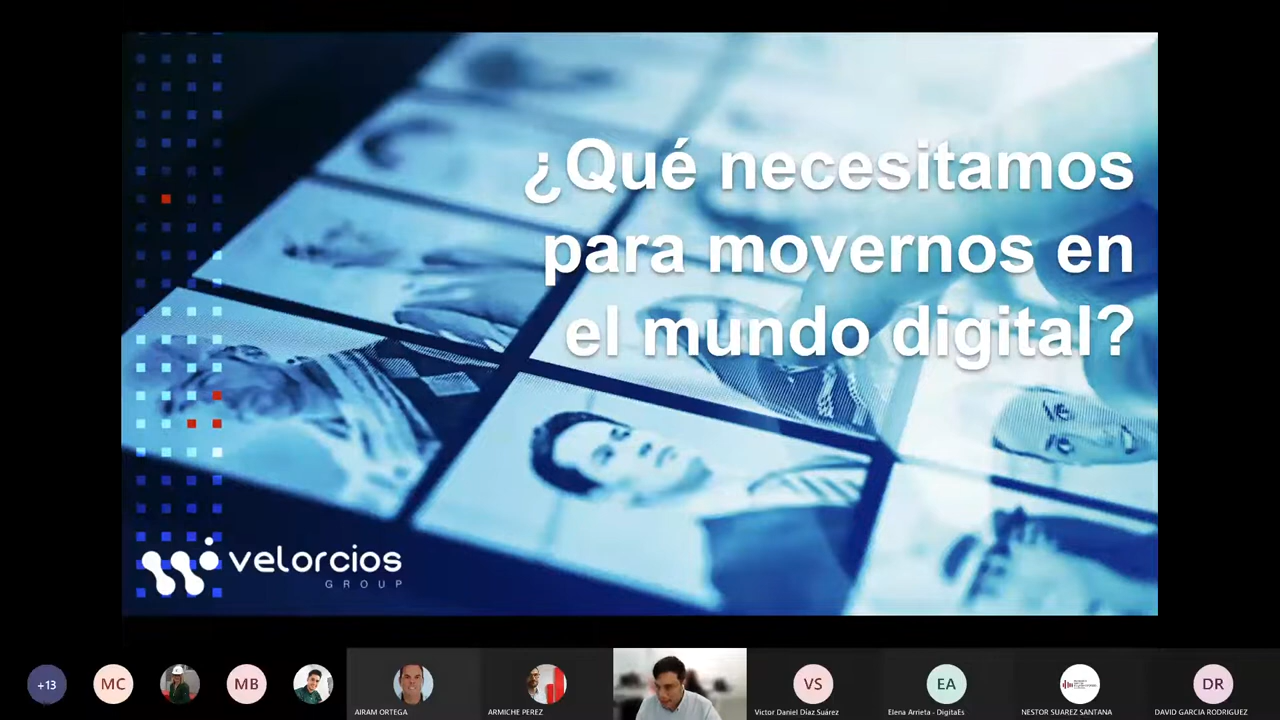 ¿Qué necesitamos
para movernos en
el mundo digital?
velorcios
GROUP
+13
MC
MB
AIRAM ORTEGA
ARMICHE PEREZ
VS
Victor Daniel Díaz Suárez
EA
Elena Arrieta - DigitaEs
NESTOR SUAREZ SANTANA
DR
DAVID GARCIA RODRIGUEZ